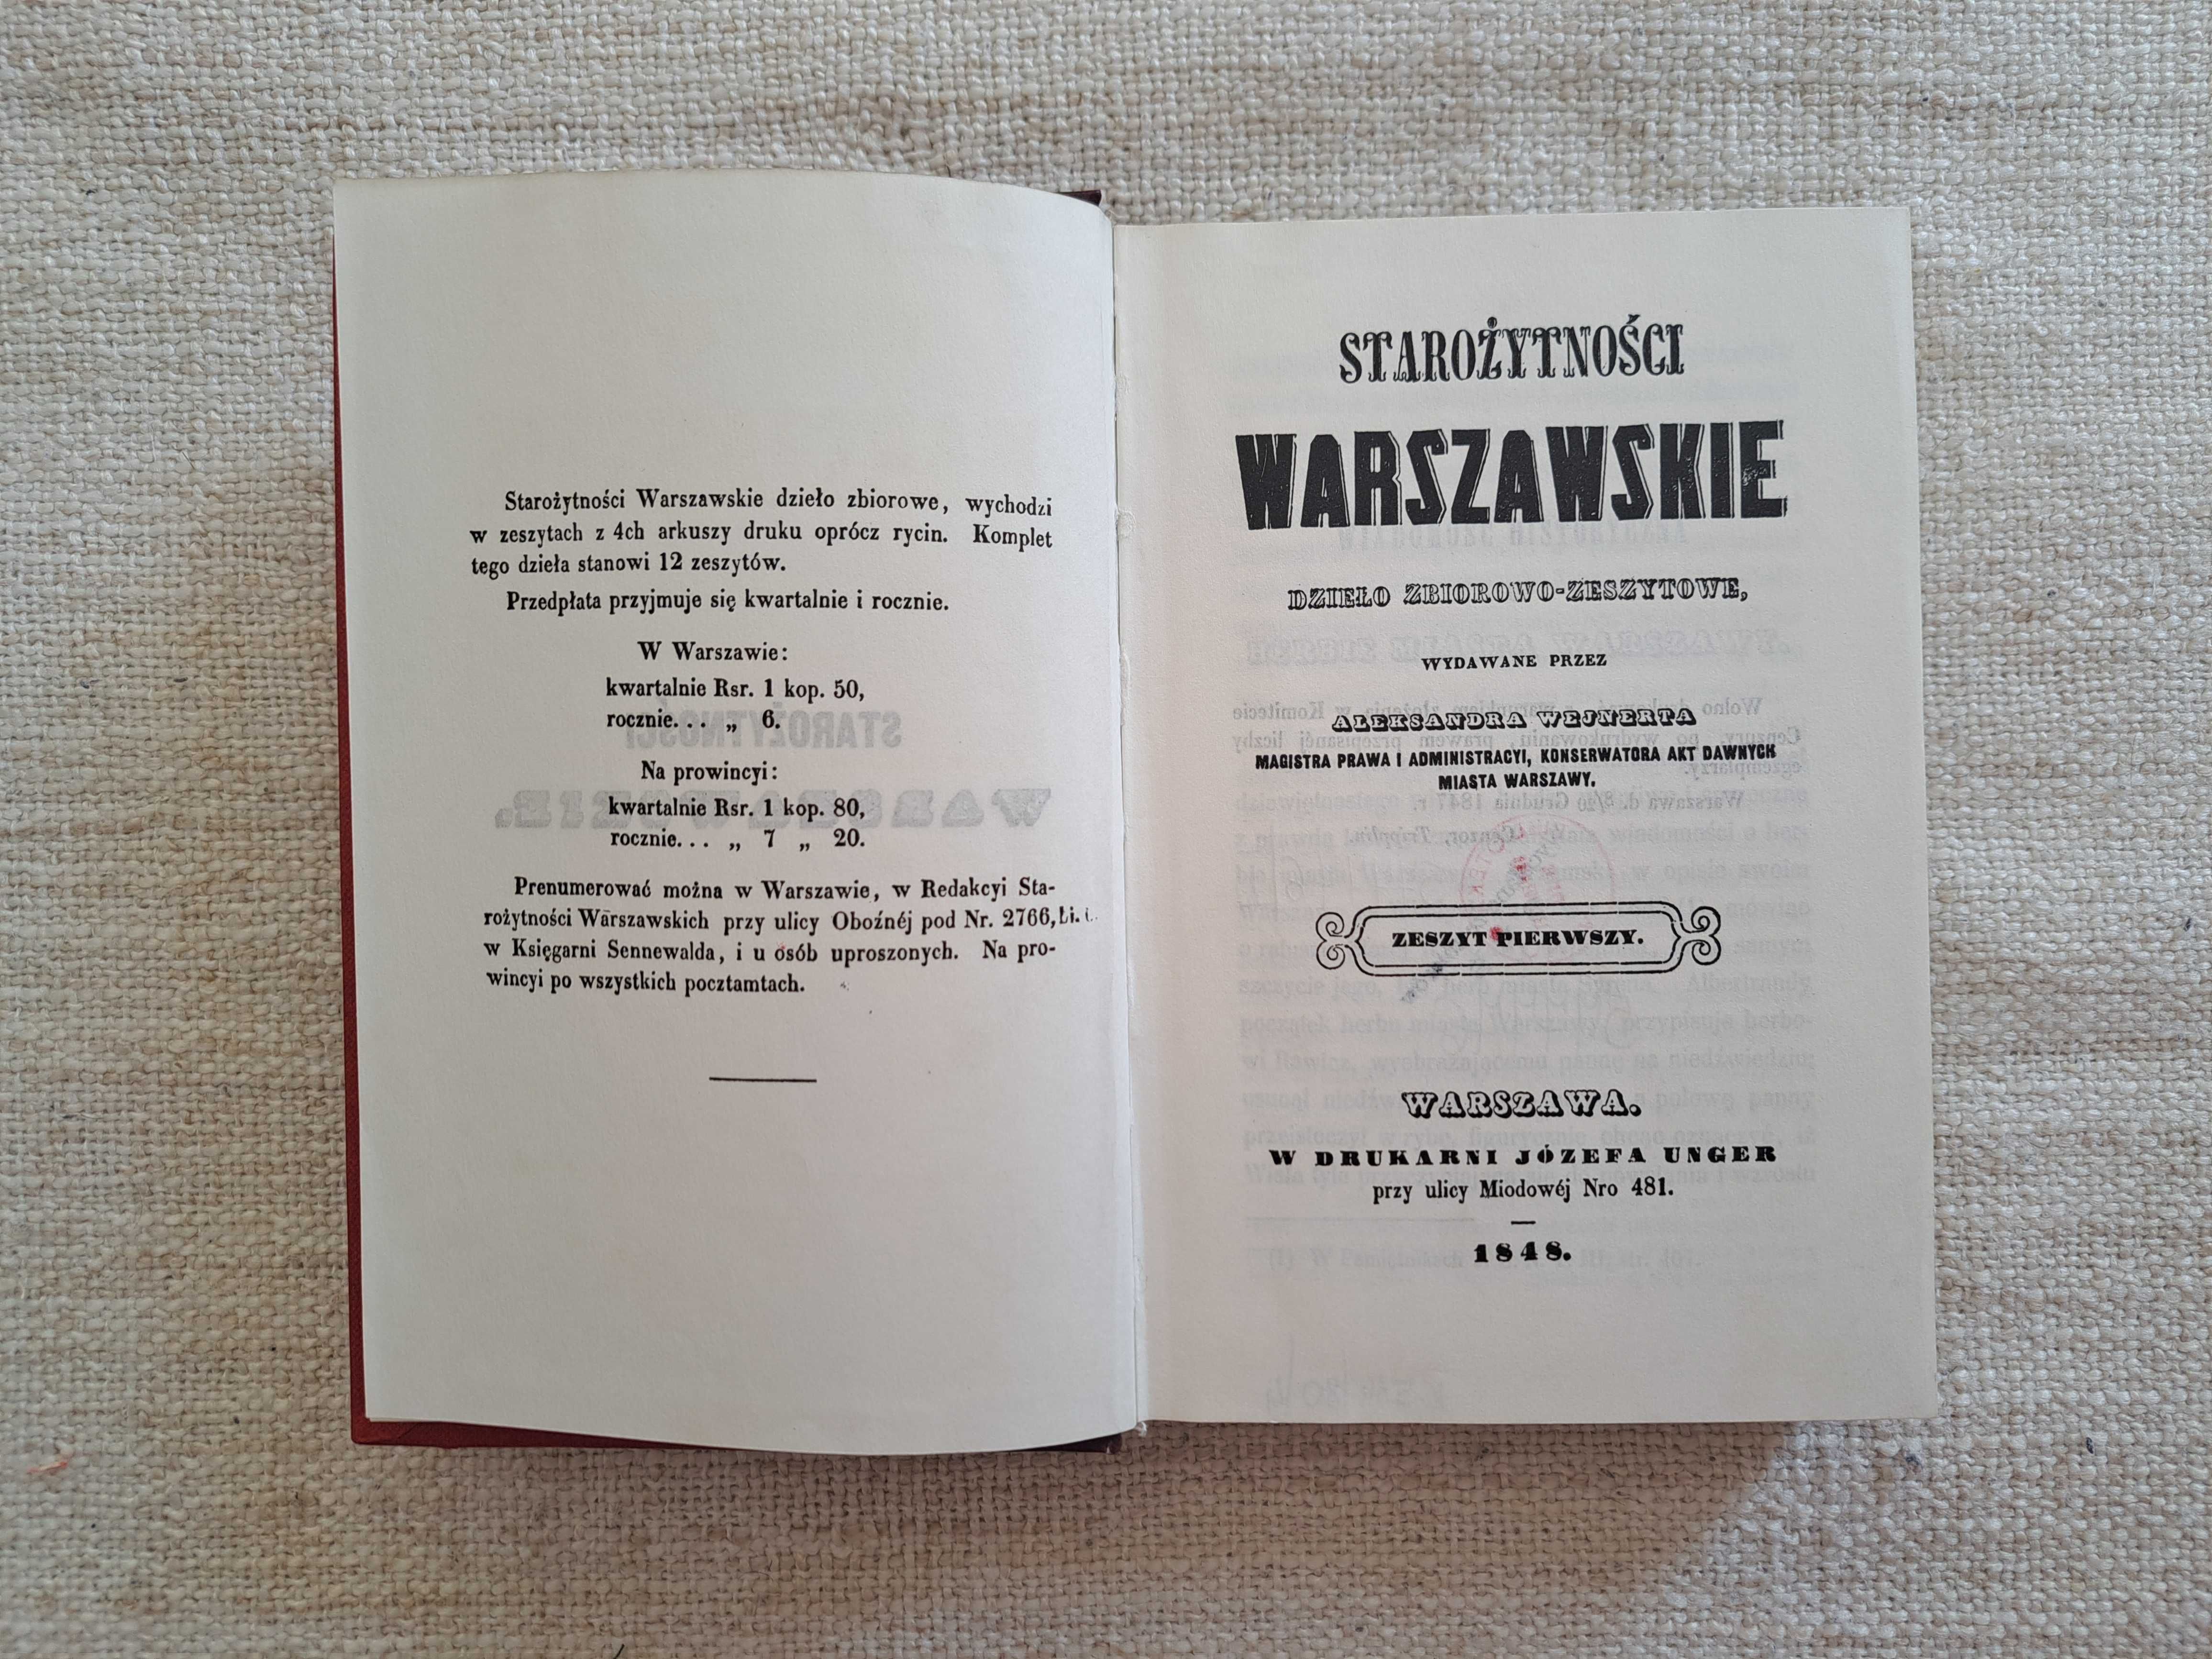 Starożytności Warszawskie dzieło zbiorowe, wychodzi
w zeszytach z 4ch arkuszy druku oprócz rycin. Komplet
tego dzieła stanowi 12 zeszytów.
Przedpłata przyjmuje się kwartalnie i rocznie.
W Warszawie:
kwartalnie Rsr. 1 kop. 50,
rocznie. . . „ 6.
Na prowincyi:
kwartalnie Rsr. 1 kop. 80,
rocznie. . . „ 7 „ 20.
Prenumerować można w Warszawie, w Redakcyi Sta-
rożytności Warszawskich przy ulicy Oboźnéj pod Nr. 2766,
w Księgarni Sennewalda, i u osób uproszonych. Na pro-
wincyi po wszystkich pocztamtach.
STAROŻYTNOŚCI
WARSZAWSKIE
DZIEŁO ZBIOROWO-ZESZYTOWE,
WYDAWANE PRZEZ
ALEKSANDRA WEJNERTA
MAGISTRA PRAWA I ADMINISTRACYI, KONSERWATORA AKT DAWNYCH
MIASTA WARSZAWY.
ZESZYT PIERWSZY.
WARSZAWA.
W DRUKARNI JÓZEFA UNGER
przy ulicy Miodowéj Nro 481.
1848.